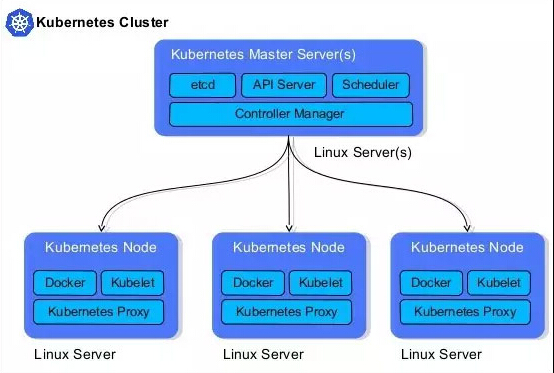 Kubernetes Cluster
Kubernetes Master Server(s)
etcd API Server Scheduler
Controller Manager
Linux Server(s)
Kubernetes Node Kubernetes Node Kubernetes Node
Docker Kubelet Docker Kubelet Docker Kubelet
Kubernetes Proxy Kubernetes Proxy Kubernetes Proxy
Linux Server Linux Server Linux Server